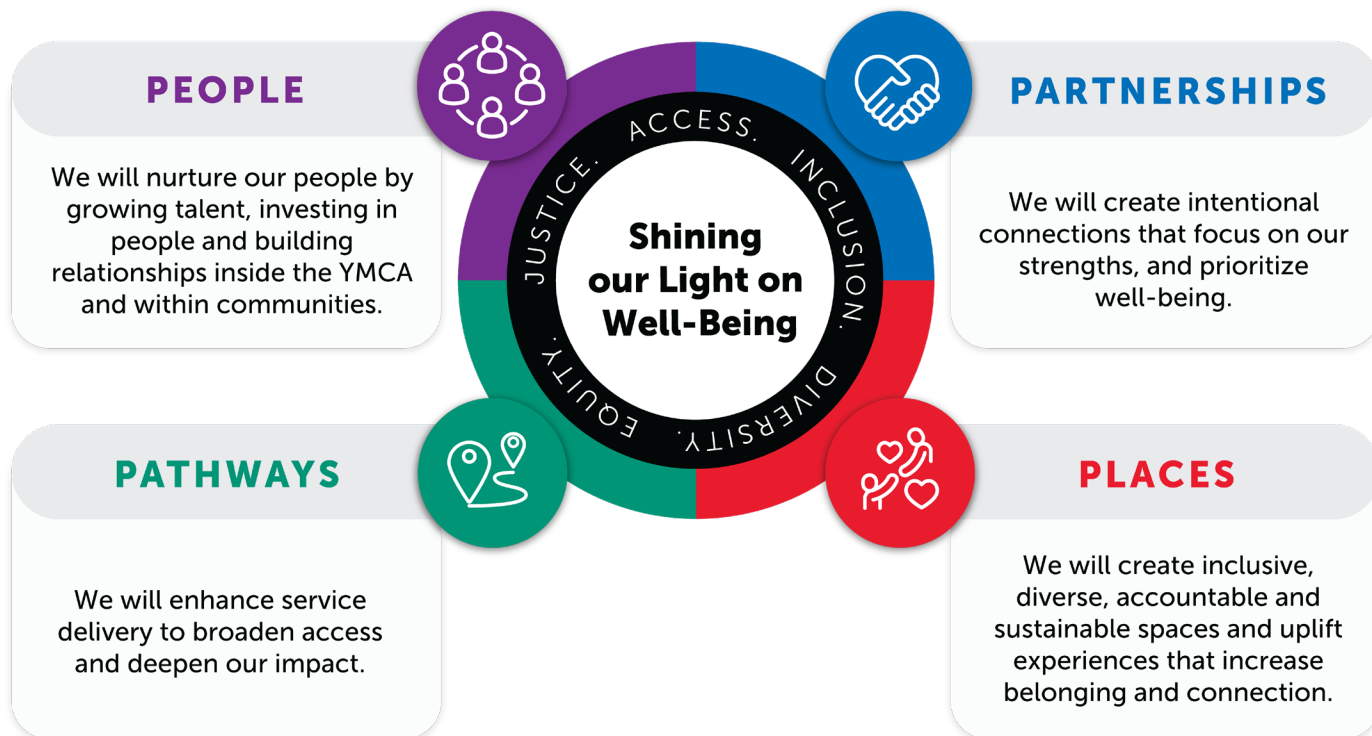 PEOPLE
We will nurture our people by
growing talent, investing in
people and building
relationships inside the YMCA
and within communities.
PARTNERSHIPS
We will create intentional
connections that focus on our
strengths, and prioritize
well-being.
JUSTICE. ACCESS. INCLUSION. DIVERSITY. EQUITY.
Shining
our Light on
Well-Being
PATHWAYS
We will enhance service
delivery to broaden access
and deepen our impact.
PLACES
We will create inclusive,
diverse, accountable and
sustainable spaces and uplift
experiences that increase
belonging and connection.